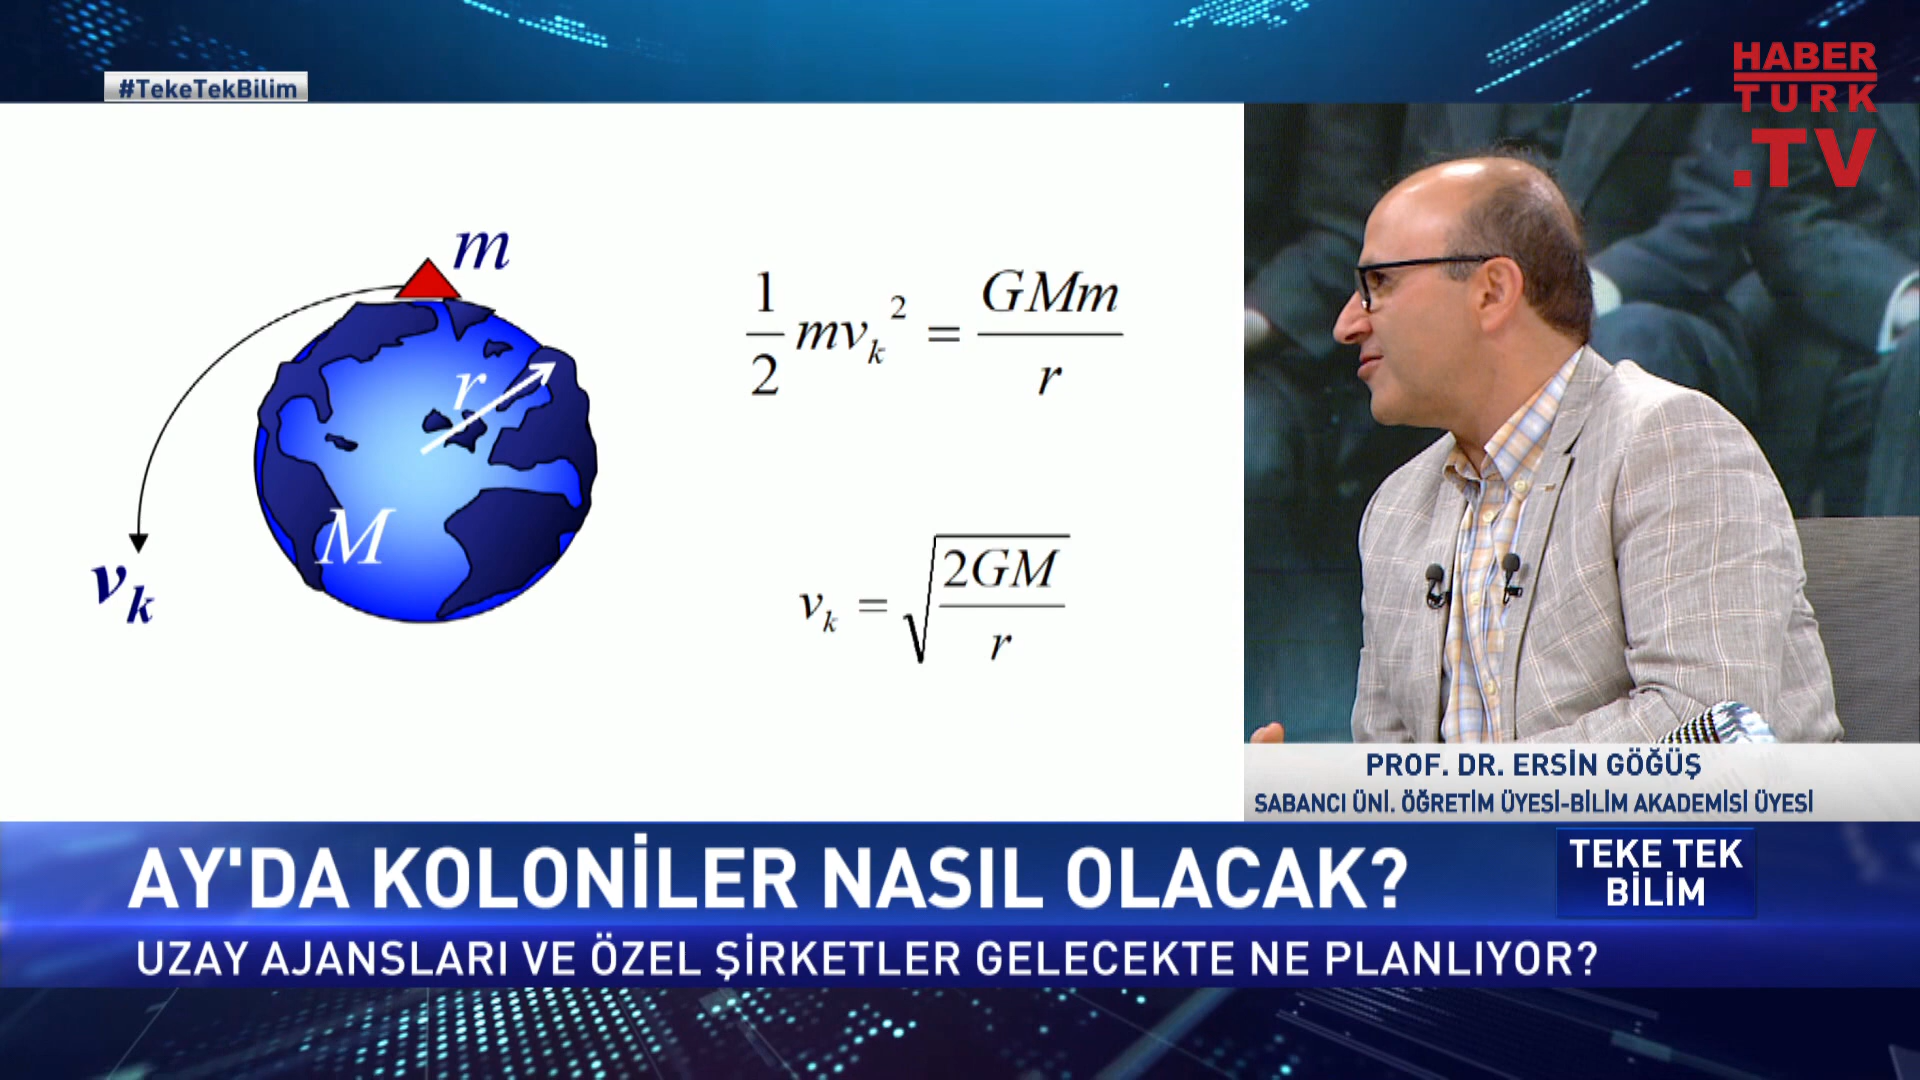 #TekeTekBilim
HABER
TURK
.TV
m
r
M
v_k
1/2 mv_k^2 = GMm/r
v_k = √(2GM/r)
PROF. DR. ERSİN GÖĞÜŞ
SABANCI ÜNİ. ÖĞRETİM ÜYESİ-BİLİM AKADEMİSİ ÜYESİ
AY'DA KOLONİLER NASIL OLACAK?
TEKE TEK
BİLİM
UZAY AJANSLARI VE ÖZEL ŞİRKETLER GELECEKTE NE PLANLIYOR?